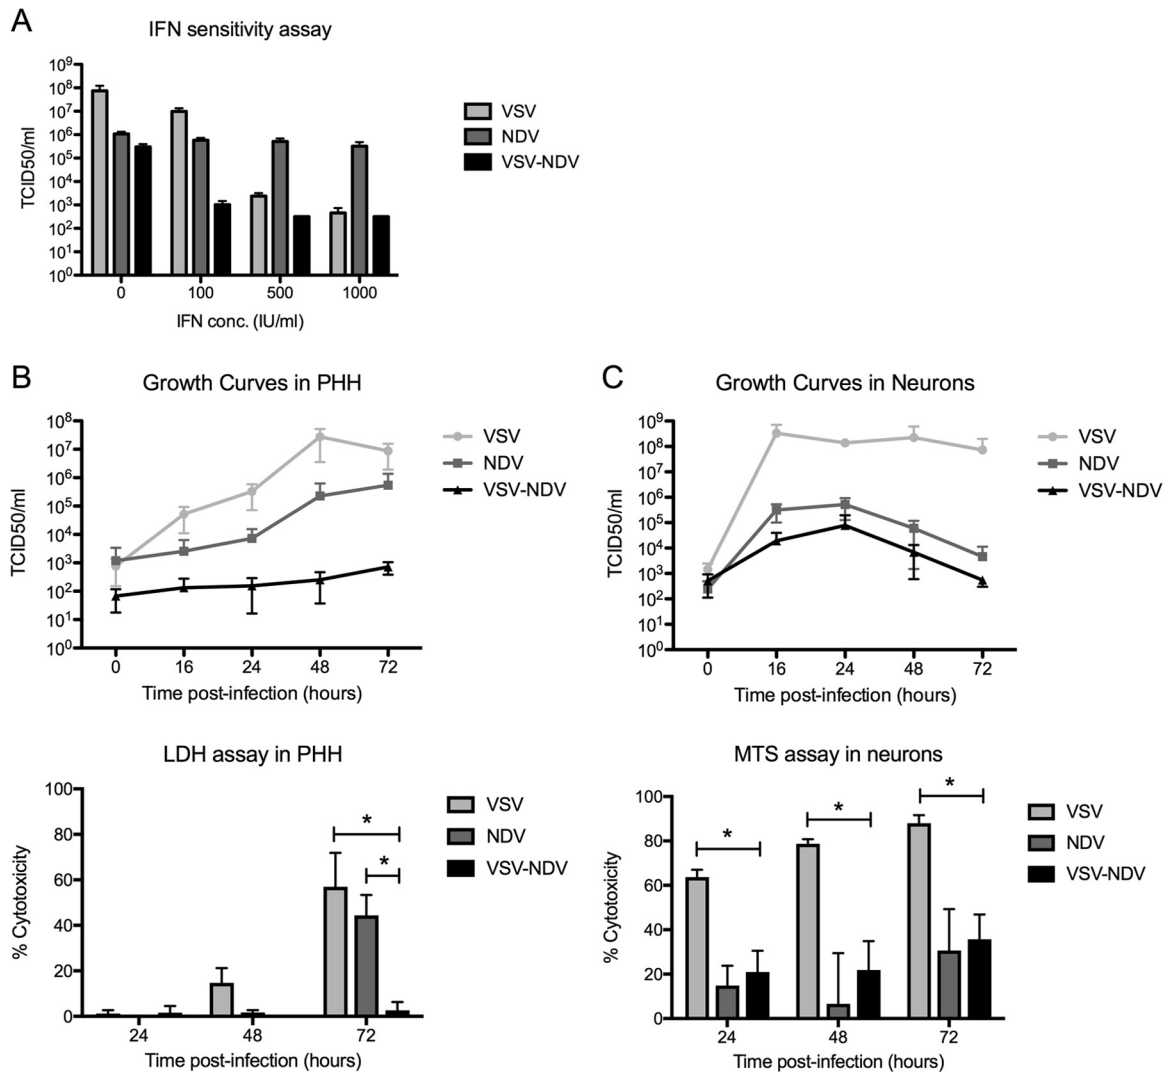 A
IFN sensitivity assay
TCID50/ml
10⁹
10⁸
10⁷
10⁶
10⁵
10⁴
10³
10²
10¹
10⁰
0 100 500 1000
IFN conc. (IU/ml)
VSV
NDV
VSV-NDV
B
Growth Curves in PHH
TCID50/ml
10⁸
10⁷
10⁶
10⁵
10⁴
10³
10²
10¹
10⁰
0 16 24 48 72
Time post-infection (hours)
VSV
NDV
VSV-NDV
C
Growth Curves in Neurons
TCID50/ml
10⁹
10⁸
10⁷
10⁶
10⁵
10⁴
10³
10²
10¹
10⁰
0 16 24 48 72
Time post-infection (hours)
VSV
NDV
VSV-NDV
LDH assay in PHH
% Cytotoxicity
100
80
60
40
20
0
*
*
24 48 72
Time post-infection (hours)
VSV
NDV
VSV-NDV
MTS assay in neurons
% Cytotoxicity
100
80
60
40
20
0
*
*
*
24 48 72
Time post-infection (hours)
VSV
NDV
VSV-NDV